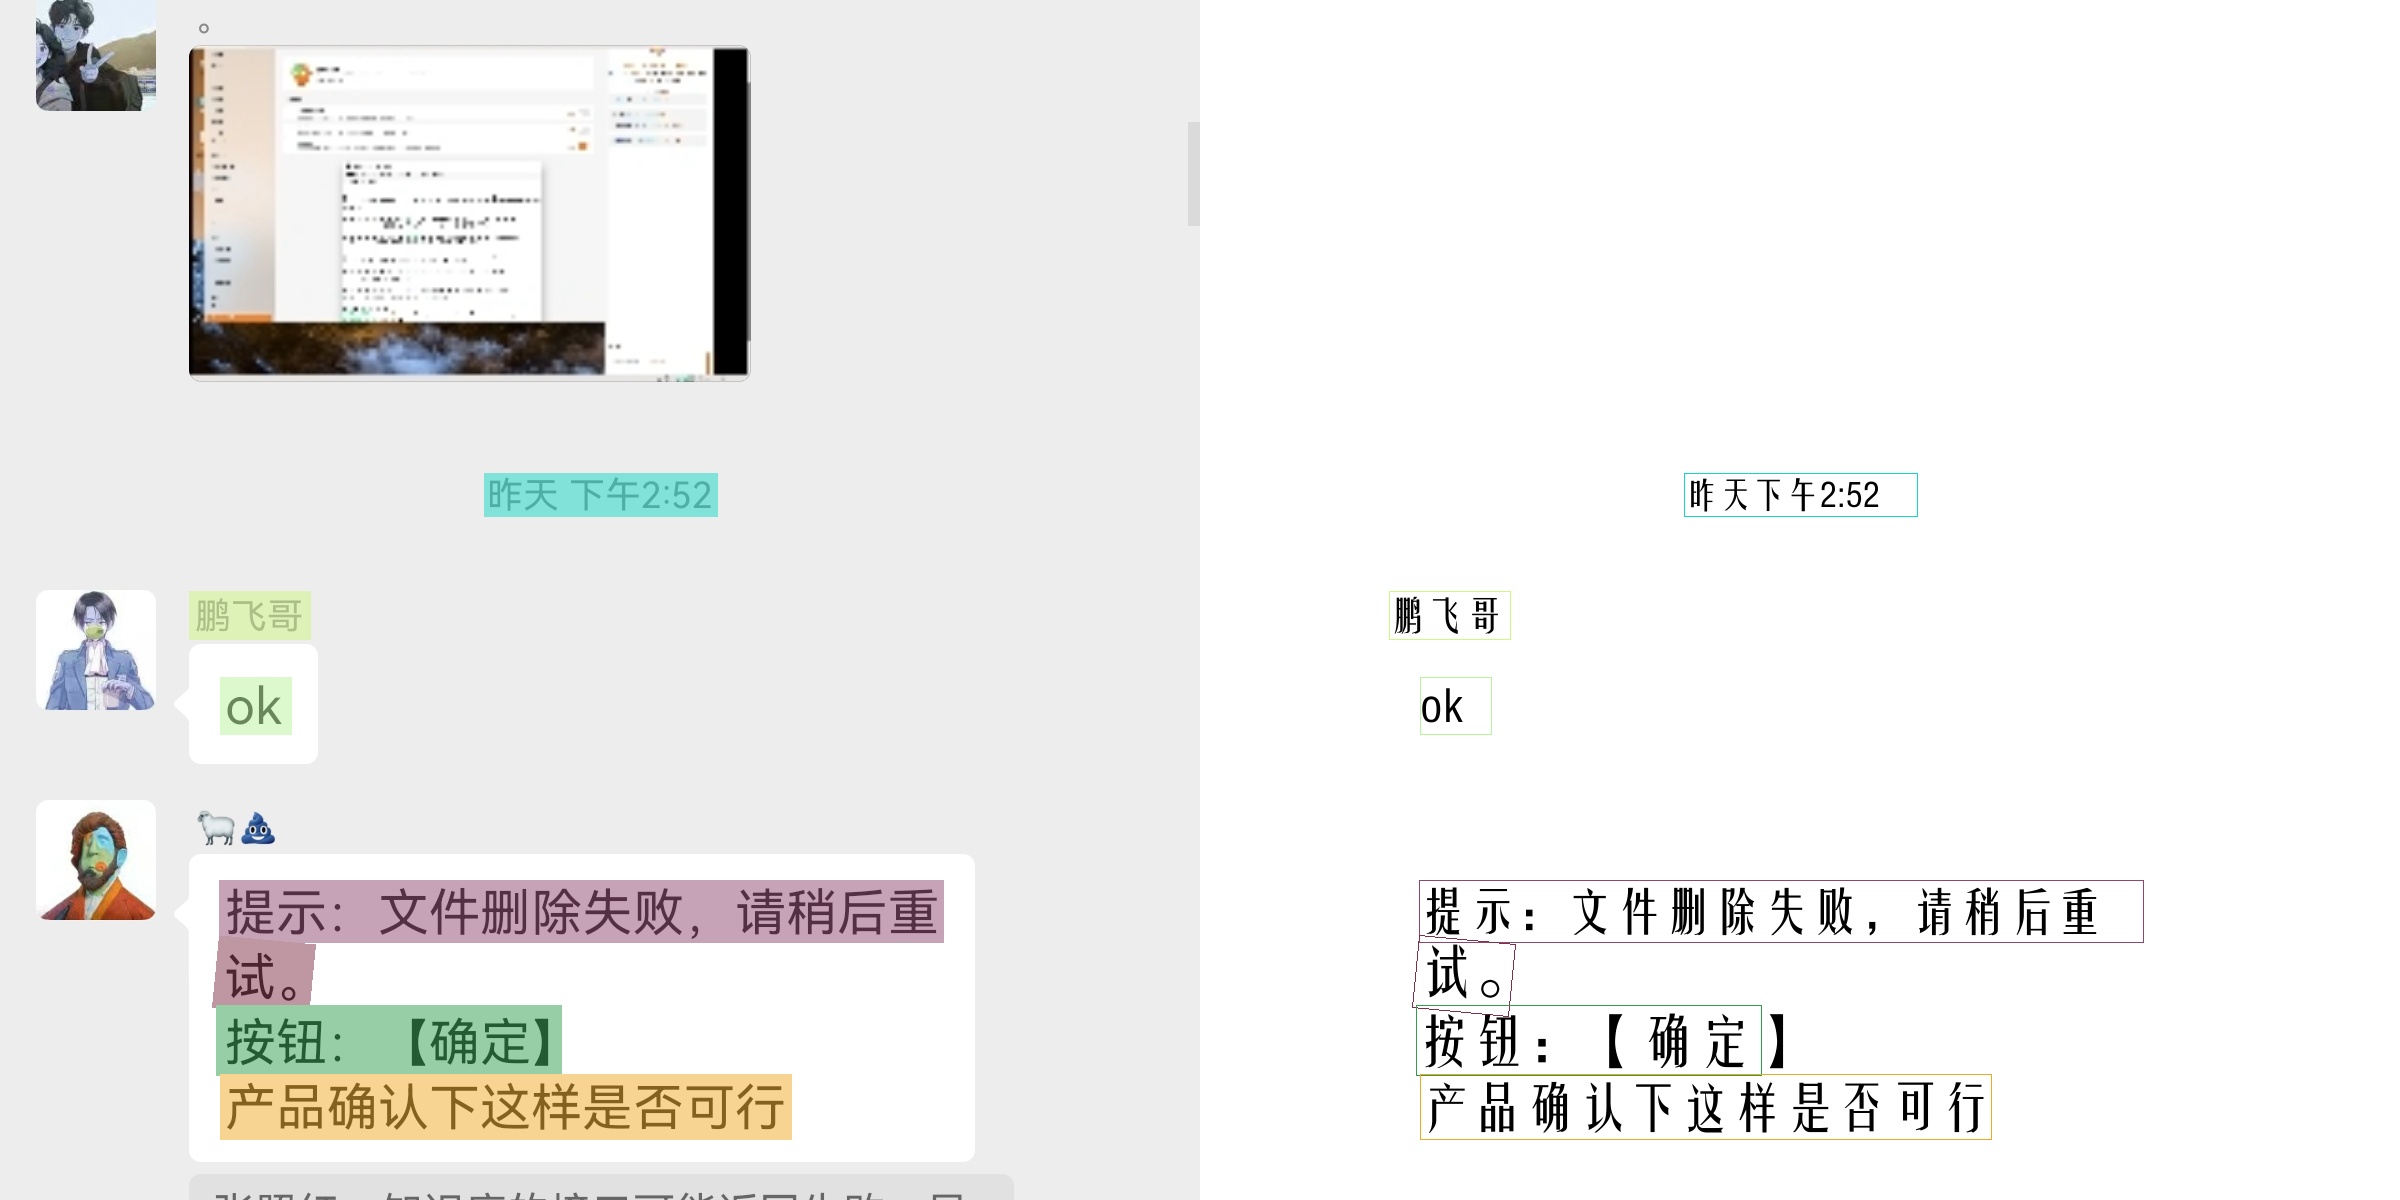 昨天 下午2:52
昨天下午2:52
鹏飞哥
鹏飞哥
ok
ok
提示：文件删除失败，请稍后重
试。
按钮：【确定】
产品确认下这样是否可行
提示：文件删除失败，请稍后重
试。
按钮：【确定】
产品确认下这样是否可行